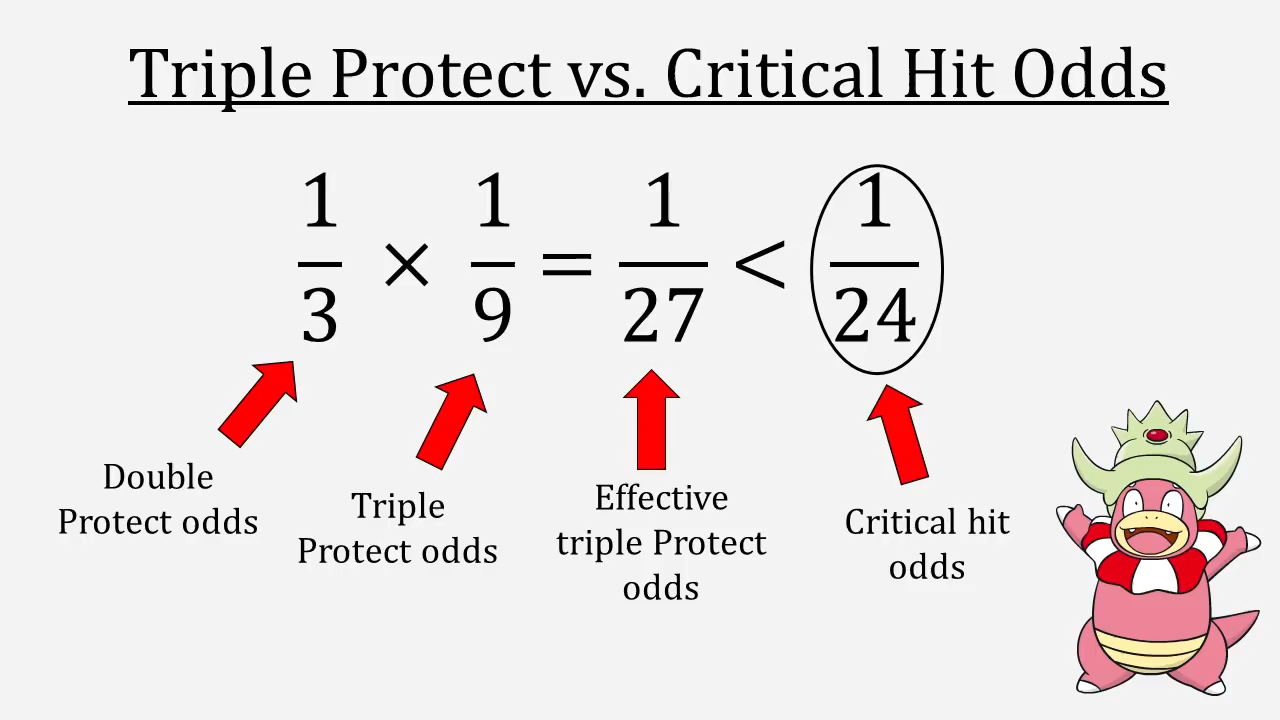 Triple Protect vs. Critical Hit Odds
1/3 × 1/9 = 1/27 < 1/24
Double
Protect odds
Triple
Protect odds
Effective
triple Protect
odds
Critical hit
odds